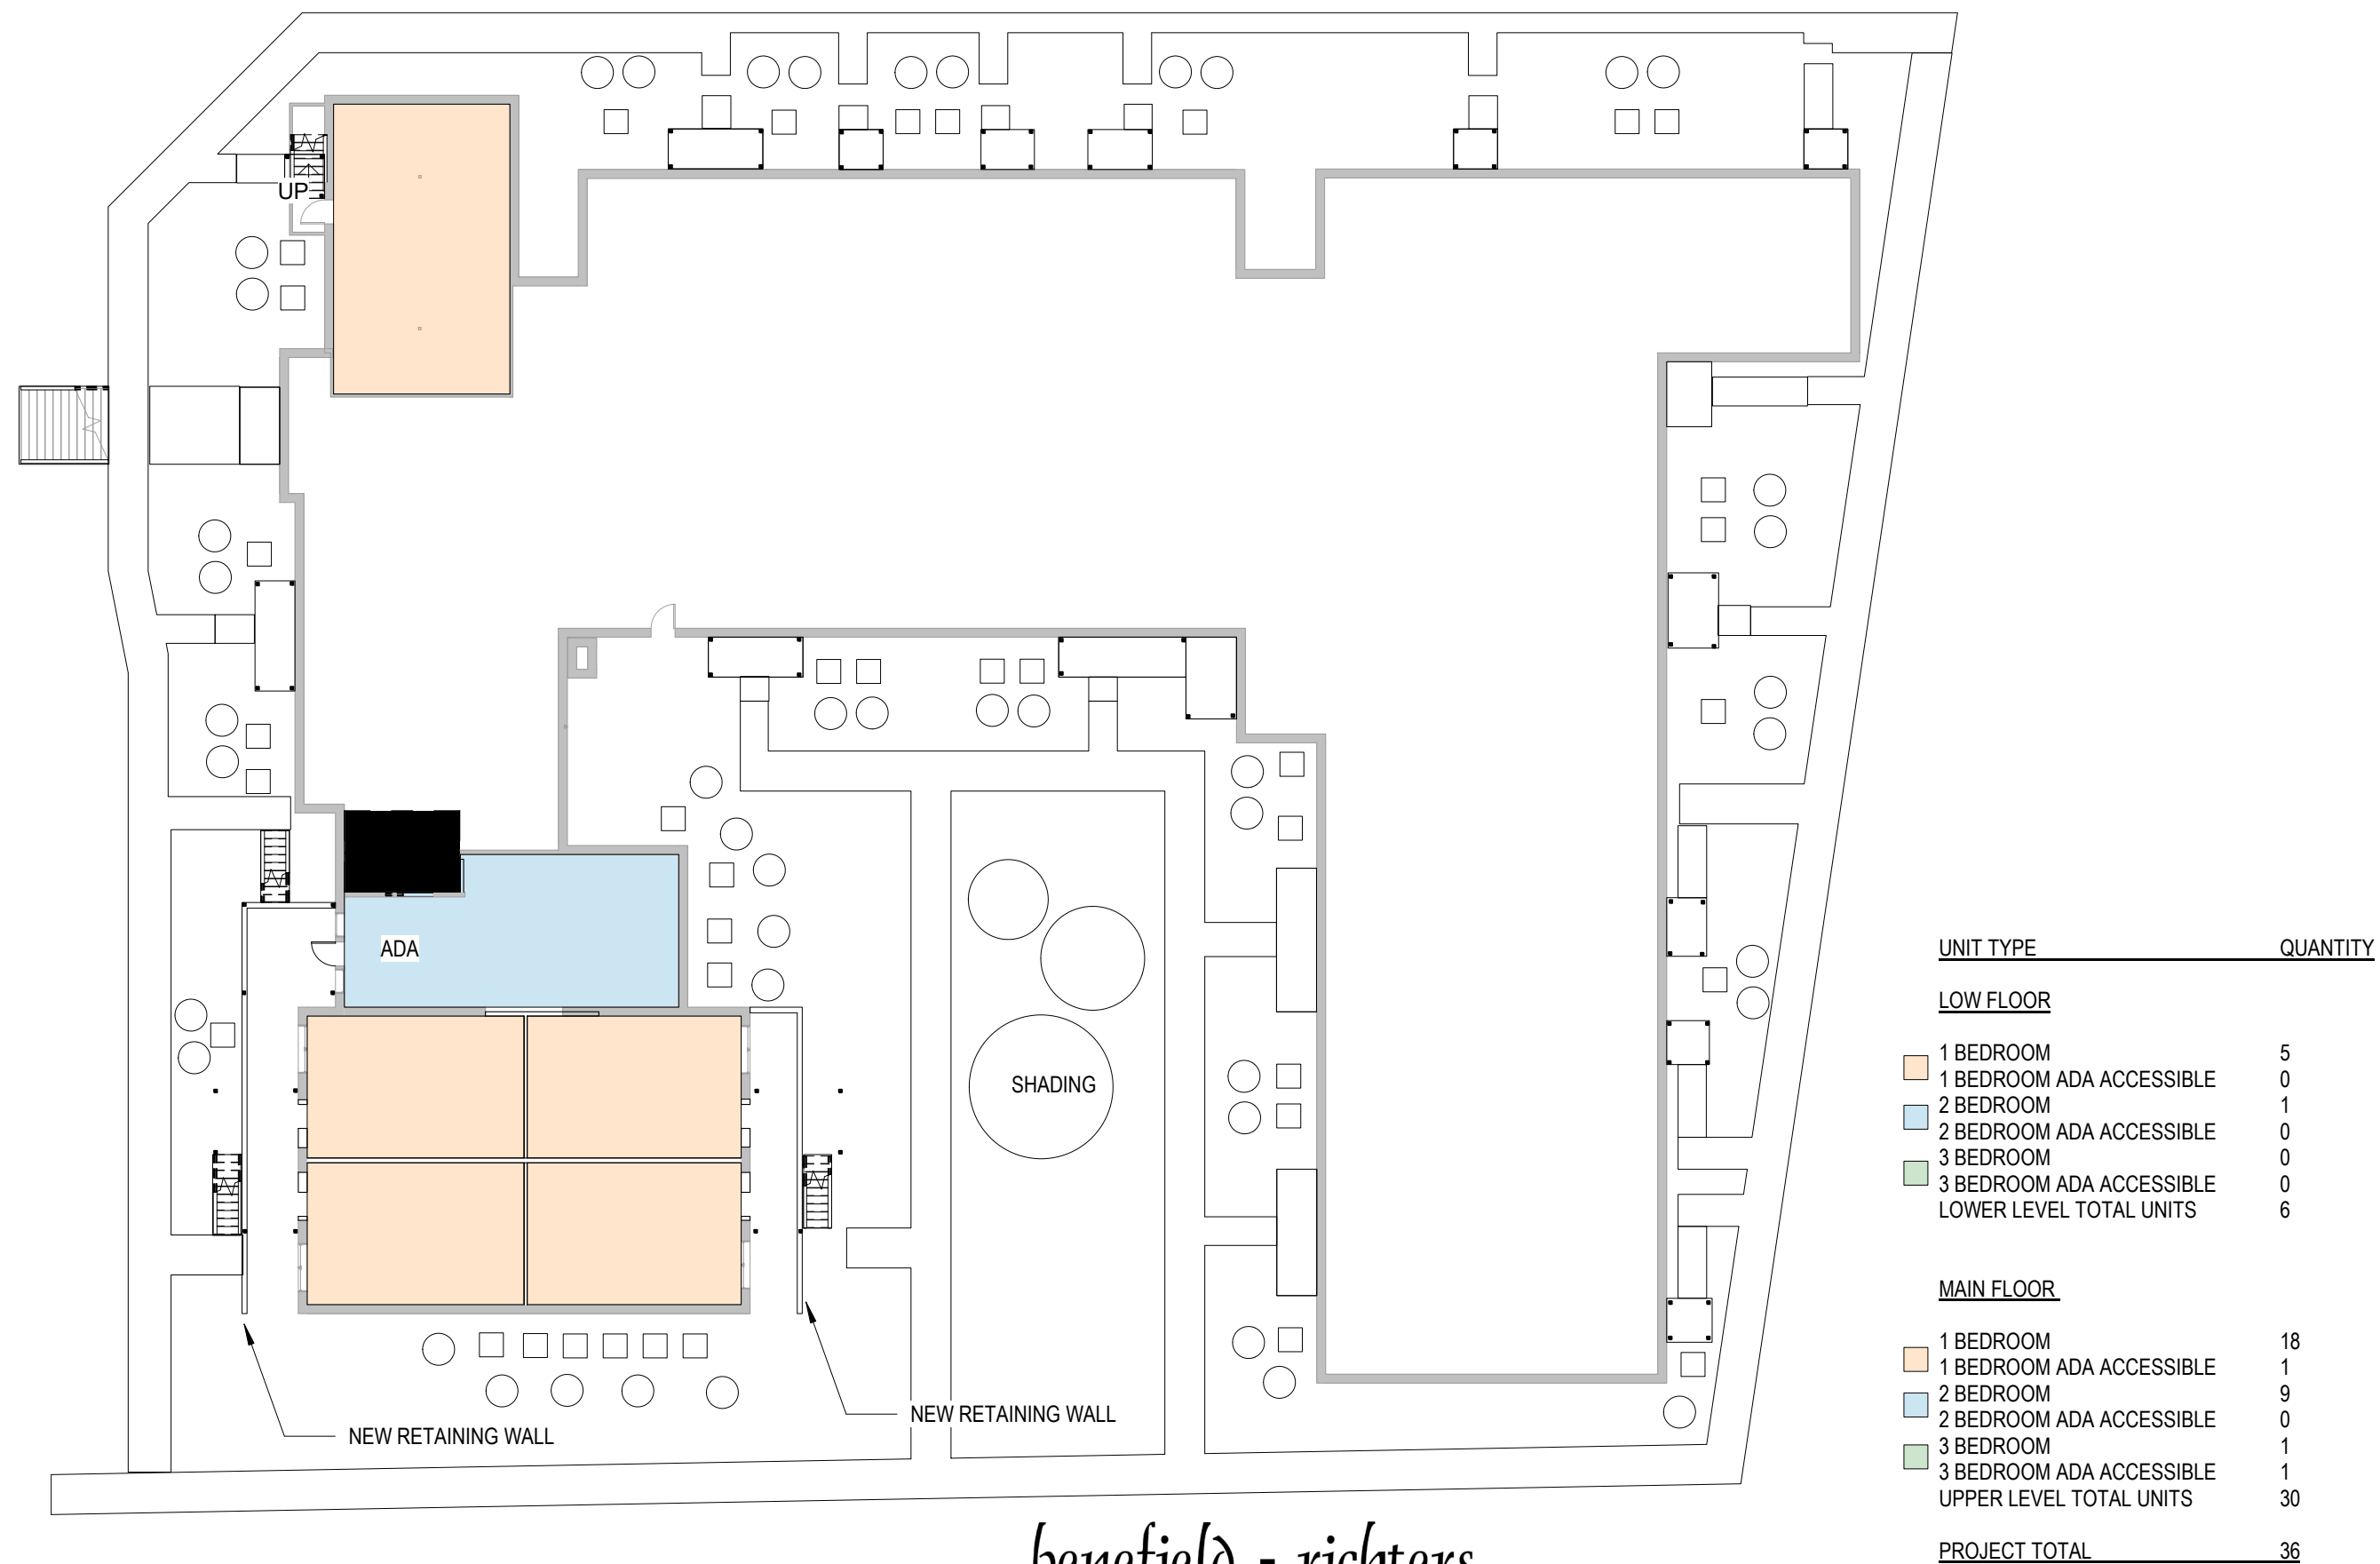 UP
ADA
SHADING
NEW RETAINING WALL
NEW RETAINING WALL
UNIT TYPE QUANTITY
LOW FLOOR
1 BEDROOM 5
1 BEDROOM ADA ACCESSIBLE 0
2 BEDROOM 1
2 BEDROOM ADA ACCESSIBLE 0
3 BEDROOM 0
3 BEDROOM ADA ACCESSIBLE 0
LOWER LEVEL TOTAL UNITS 6
MAIN FLOOR
1 BEDROOM 18
1 BEDROOM ADA ACCESSIBLE 1
2 BEDROOM 9
2 BEDROOM ADA ACCESSIBLE 0
3 BEDROOM 1
3 BEDROOM ADA ACCESSIBLE 1
UPPER LEVEL TOTAL UNITS 30
PROJECT TOTAL 36
benefield - richters